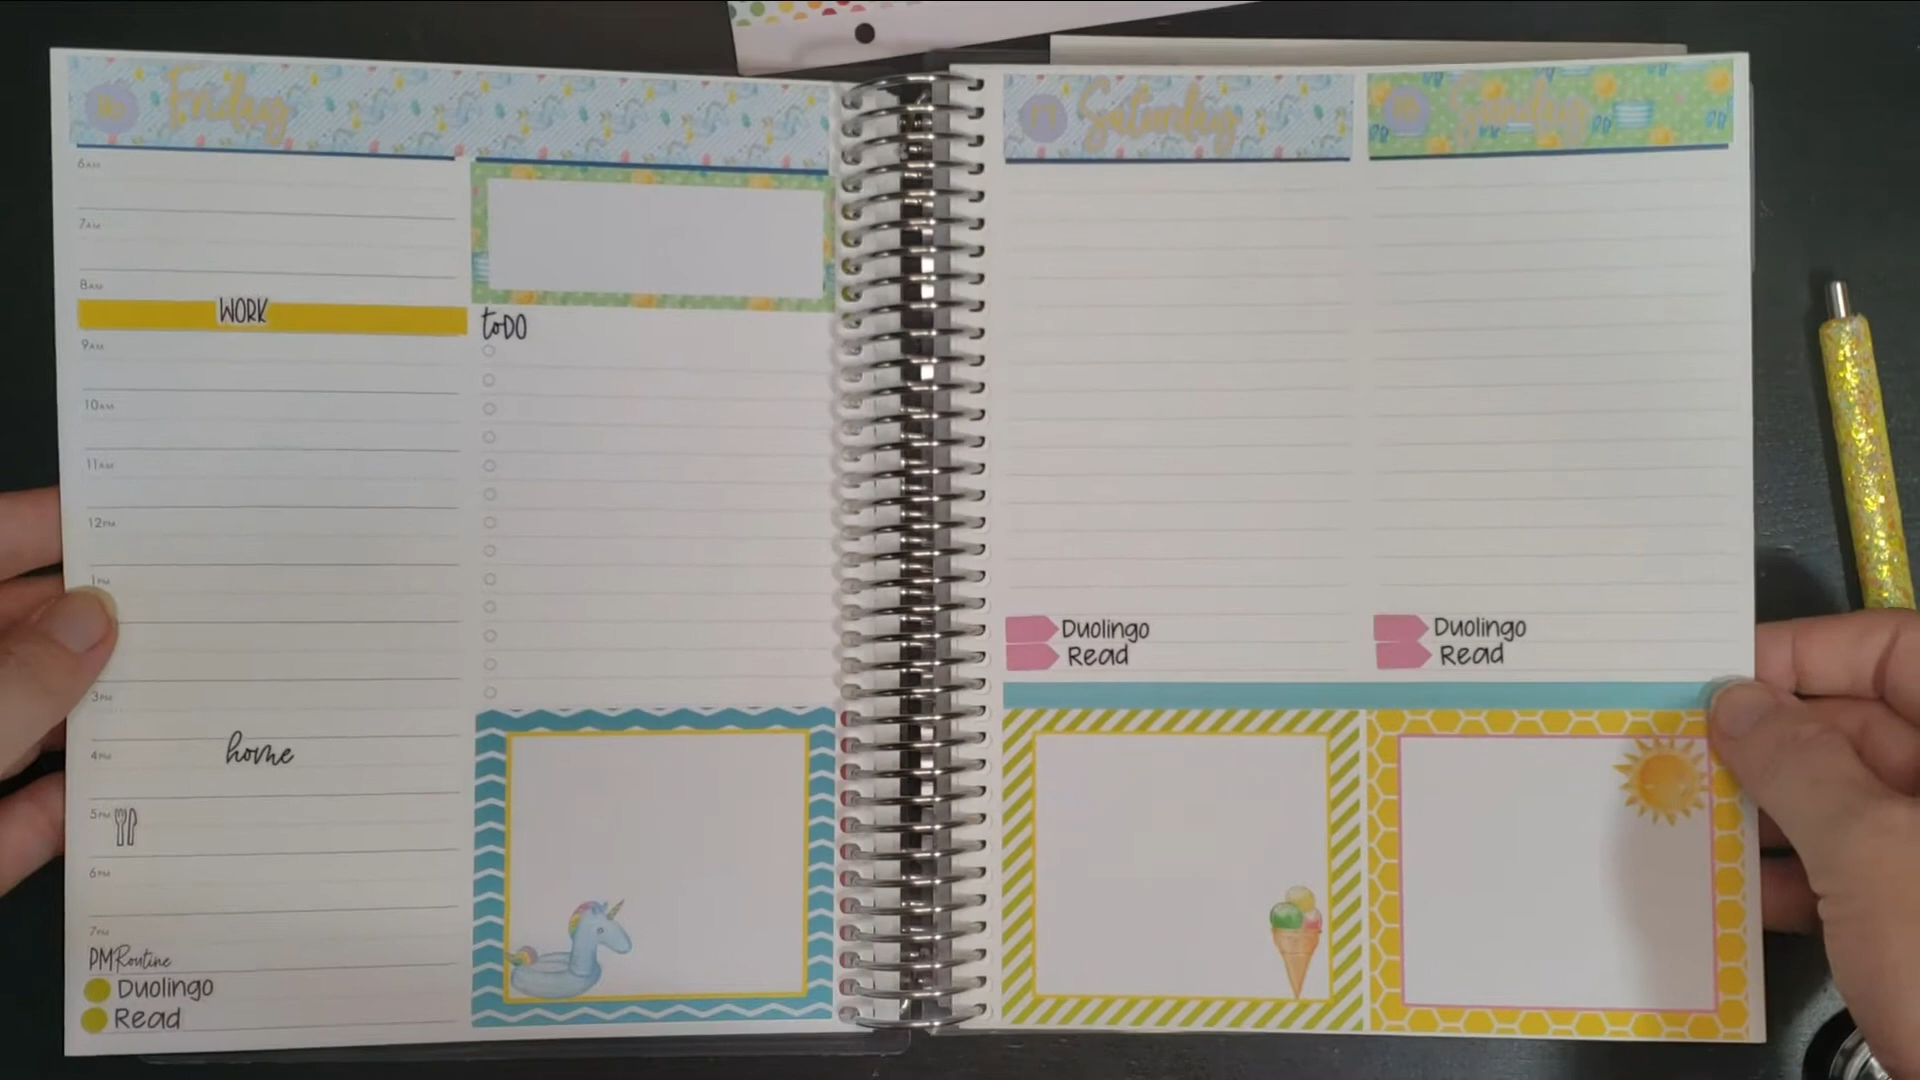 Friday
6AM
7AM
8AM
WORK
9AM
10AM
11AM
12PM
1PM
3PM
home
4PM
5PM
6PM
7PM
PM Routine
Duolingo
Read
toDO
17 Saturday
Duolingo
Read
Sunday
Duolingo
Read